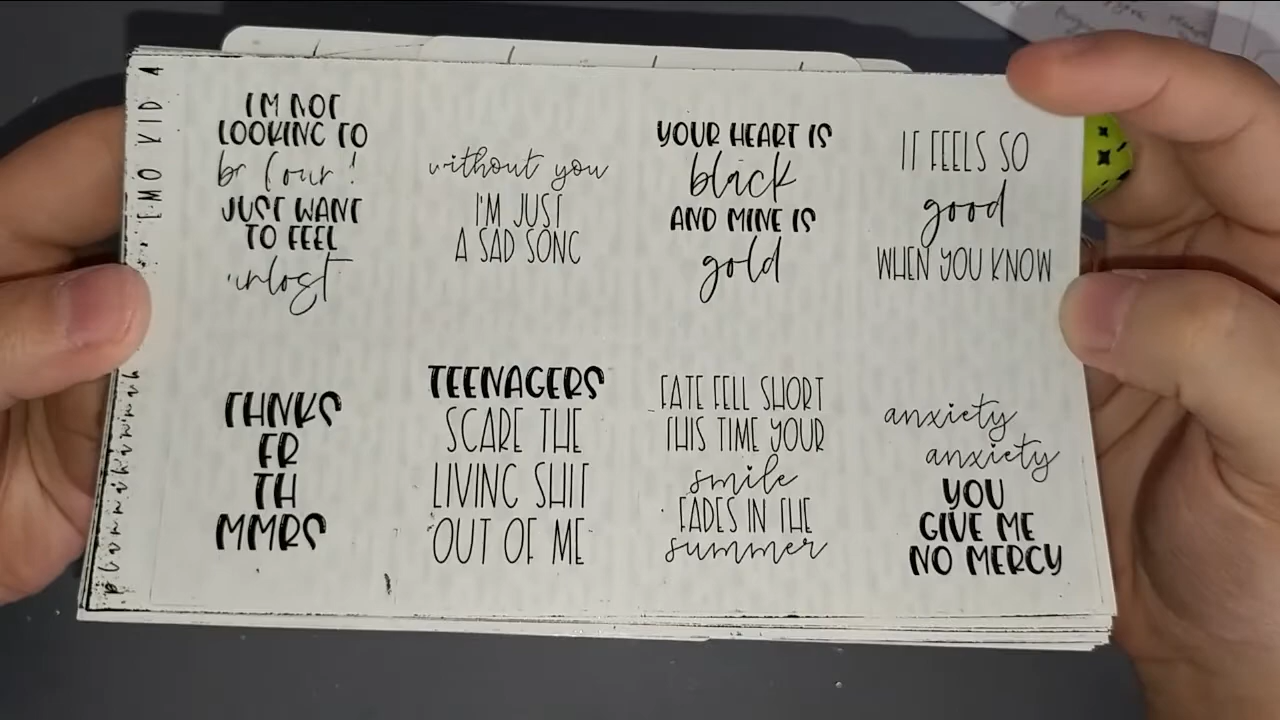 EMO KID A
I'M NOT
LOOKING TO
be
JUST WANT
TO FEEL
unlost
without you
I'M JUST
A SAD SONG
YOUR HEART IS
black
AND MINE IS
gold
IT FEELS SO
good
WHEN YOU KNOW
THNKS
FR
TH
MMRS
TEENAGERS
SCARE THE
LIVING SHIT
OUT OF ME
FATE FELL SHORT
THIS TIME YOUR
smile
FADES IN THE
summer
anxiety
anxiety
YOU
GIVE ME
NO MERCY